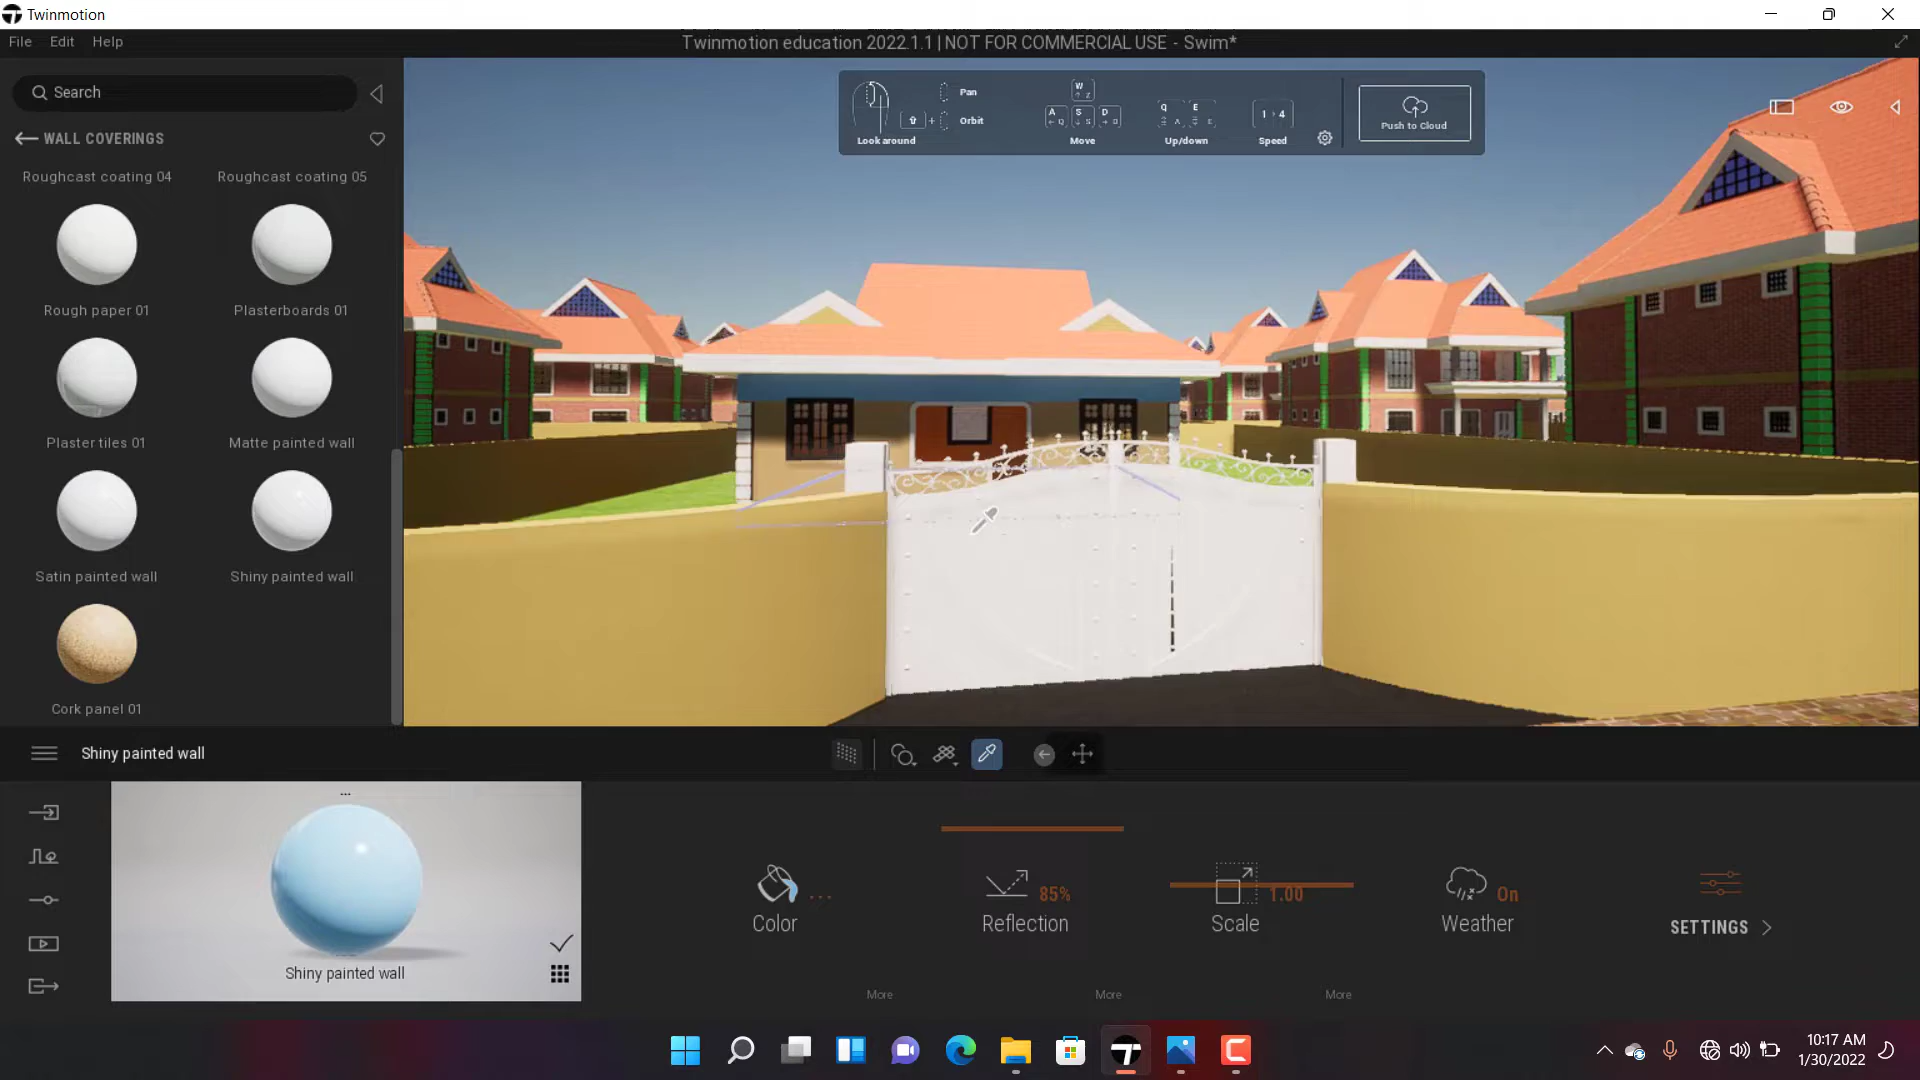 Twinmotion
File Edit Help
Twinmotion education 2022.1.1 | NOT FOR COMMERCIAL USE - Swim*
Search
WALL COVERINGS
Roughcast coating 04
Roughcast coating 05
Rough paper 01
Plasterboards 01
Plaster tiles 01
Matte painted wall
Satin painted wall
Shiny painted wall
Cork panel 01
Pan
Orbit
Look around
W
A S D
Move
Q E
Up/down
1 > 4
Speed
Push to Cloud
Shiny painted wall
...
Shiny painted wall
Color ...
Reflection 85%
Scale 1.00
Weather On
SETTINGS
More
More
More
10:17 AM
1/30/2022